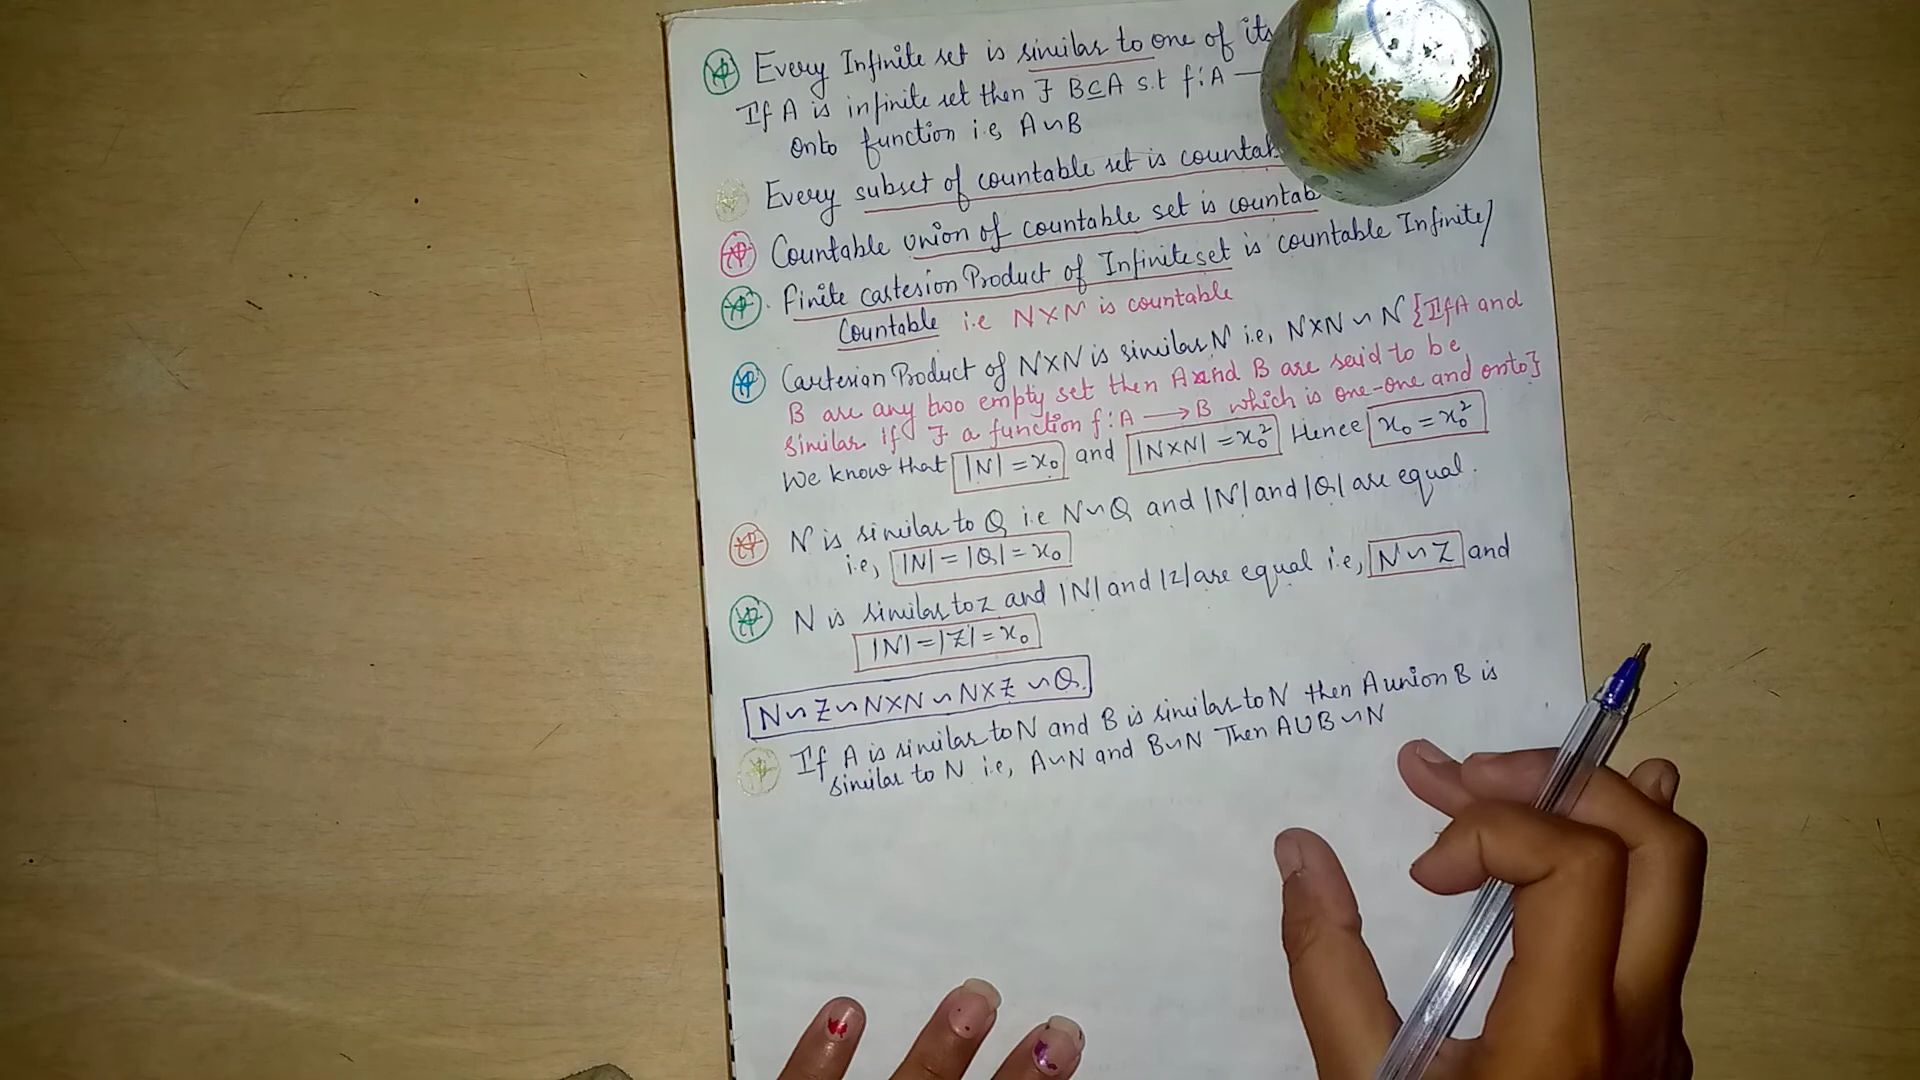 Every Infinite set is similar to one of its
If A is infinite set then ∃ B⊆A s.t f:A —
onto function i.e, A∽B
Every subset of countable set is countab
Countable union of countable set is countab
Finite cartesion Product of Infinite set is countable Infinite/
Countable i.e N×N is countable
Cartesian Product of N×N is similar N i.e, N×N ∽ N {If A and
B are any two empty set then A and B are said to be
similar if ∃ a function f:A ⟶ B which is one-one and onto}
We know that |N| = x₀ and |N×N| = x₀² Hence x₀ = x₀²
N is similar to Q i.e N∽Q and |N| and |Q| are equal.
i.e, |N| = |Q| = x₀
N is similar to z and |N| and |z| are equal i.e, N∽Z and
|N| = |Z| = x₀
N∽Z∽N×N∽N×Z∽Q
If A is similar to N and B is similar to N then A union B is
similar to N i.e, A∽N and B∽N Then A∪B∽N